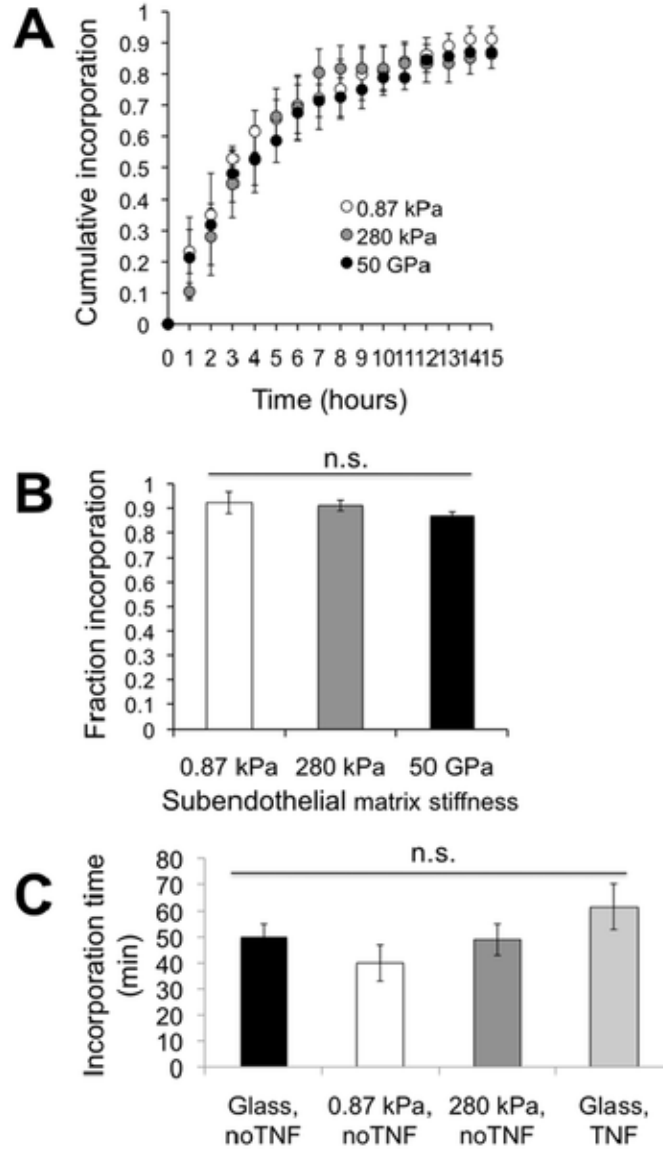 A
Cumulative incorporation
1
0.9
0.8
0.7
0.6
0.5
0.4
0.3
0.2
0.1
0
0.87 kPa
280 kPa
50 GPa
0 1 2 3 4 5 6 7 8 9 10 11 12 13 14 15
Time (hours)
B
n.s.
Fraction incorporation
1
0.9
0.8
0.7
0.6
0.5
0.4
0.3
0.2
0.1
0
0.87 kPa 280 kPa 50 GPa
Subendothelial matrix stiffness
C
n.s.
Incorporation time
(min)
80
70
60
50
40
30
20
10
0
Glass, 0.87 kPa, 280 kPa, Glass,
noTNF noTNF noTNF TNF